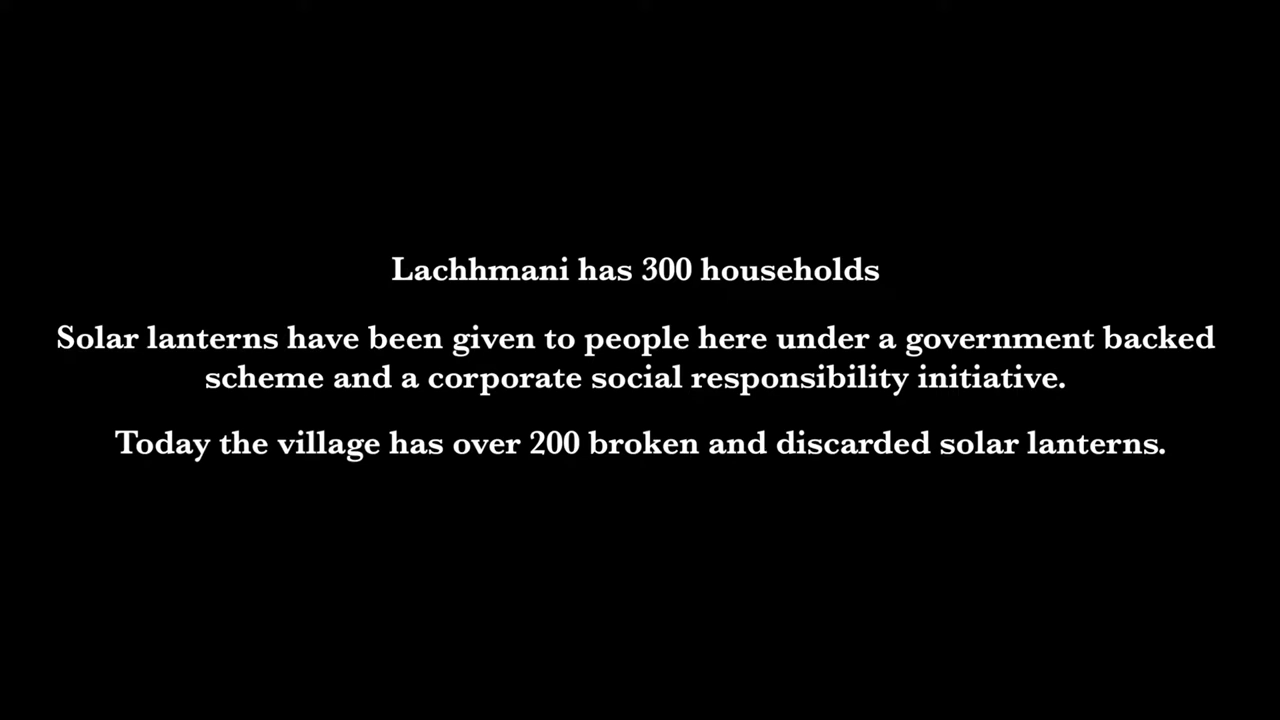 Lachhmani has 300 households
Solar lanterns have been given to people here under a government backed
scheme and a corporate social responsibility initiative.
Today the village has over 200 broken and discarded solar lanterns.